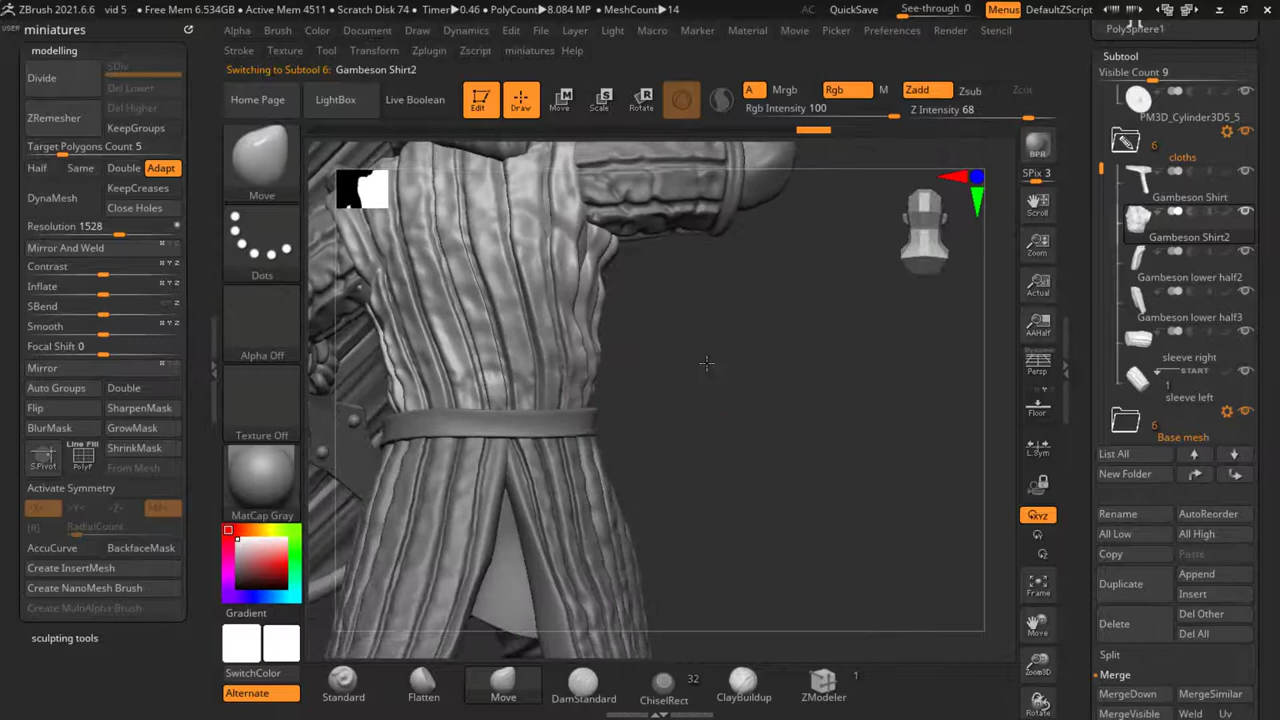 ZBrush 2021.6.6 vid 5 • Free Mem 6.534GB • Active Mem 4511 • Scratch Disk 74 • Timer▶0.46 • PolyCount▶8.084 MP • MeshCount▶14
AC QuickSave See-through 0 Menus DefaultZScript
USER miniatures
Alpha Brush Color Document Draw Dynamics Edit File Layer Light Macro Marker Material Movie Picker Preferences Render Stencil
Stroke Texture Tool Transform Zplugin Zscript miniatures Help
Switching to Subtool 6: Gambeson Shirt2
modelling
Divide
SDiv
Del Lower
Del Higher
ZRemesher
KeepGroups
Target Polygons Count 5
Half Same Double Adapt
DynaMesh
KeepCreases
Close Holes
Resolution 1528
Mirror And Weld
Contrast
Inflate
SBend
Smooth
Focal Shift 0
Mirror
Auto Groups Double
Flip SharpenMask
BlurMask GrowMask
S.Pivot
Line Fill
PolyF
ShrinkMask
From Mesh
Activate Symmetry
>X< >Y< >Z< >M<
(R) RadialCount
AccuCurve BackfaceMask
Create InsertMesh
Create NanoMesh Brush
Create MultiAlpha Brush
sculpting tools
Home Page LightBox Live Boolean Edit Draw Move Scale Rotate
A Mrgb Rgb M Zadd Zsub Zcut
Rgb Intensity 100 Z Intensity 68
Move
Dots
Alpha Off
Texture Off
MatCap Gray
Gradient
SwitchColor
Alternate
BPR
SPix 3
Scroll
Zoom
Actual
AAHalf
Dynamic
Persp
Floor
L.Sym
XYZ
Frame
Move
Zoom3D
Rotate
Standard Flatten Move DamStandard ChiselRect 32 ClayBuildup ZModeler 1
PolySphere1
Subtool
Visible Count 9
PM3D_Cylinder3D5_5
6
cloths
Gambeson Shirt
Gambeson Shirt2
Gambeson lower half2
Gambeson lower half3
sleeve right
START
1
sleeve left
6
Base mesh
List All
New Folder
Rename AutoReorder
All Low All High
Copy Paste
Duplicate Append
Insert
Delete Del Other
Del All
Split
Merge
MergeDown MergeSimilar
MergeVisible Weld Uv